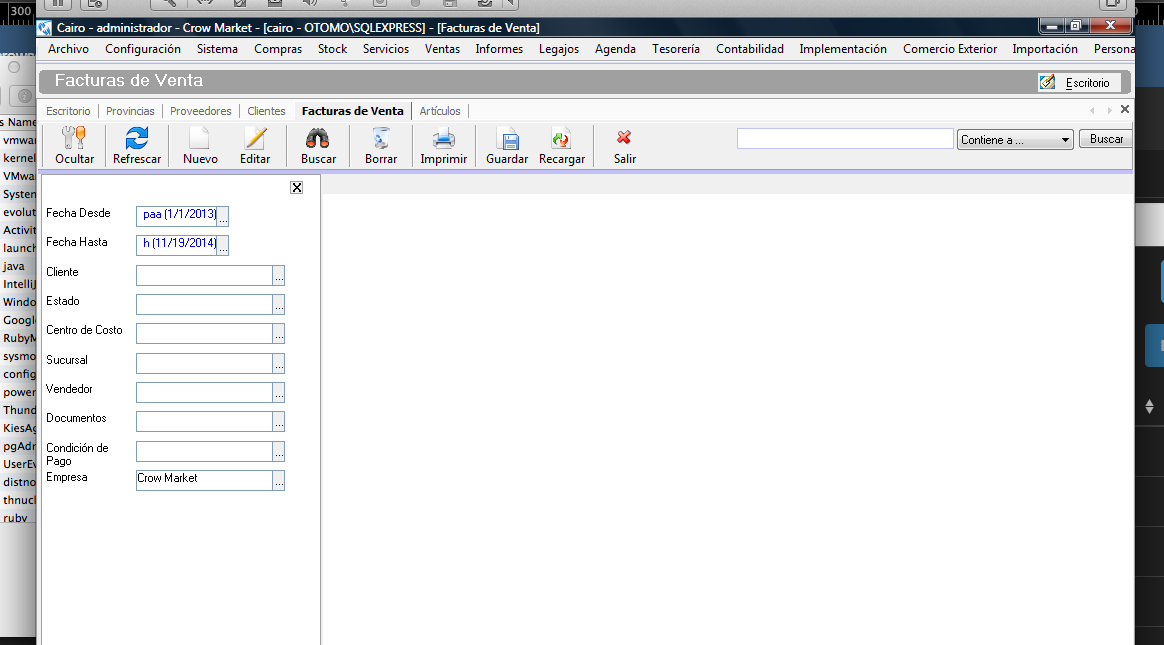 300
Cairo - administrador - Crow Market - [cairo - OTOMO\SQLEXPRESS] - [Facturas de Venta]
Archivo Configuración Sistema Compras Stock Servicios Ventas Informes Legajos Agenda Tesorería Contabilidad Implementación Comercio Exterior Importación Persona
Facturas de Venta
Escritorio
Escritorio Provincias Proveedores Clientes Facturas de Venta Artículos
Ocultar Refrescar Nuevo Editar Buscar Borrar Imprimir Guardar Recargar Salir
Contiene a ...
Buscar
Fecha Desde paa (1/1/2013) ...
Fecha Hasta h (11/19/2014) ...
Cliente ...
Estado ...
Centro de Costo ...
Sucursal ...
Vendedor ...
Documentos ...
Condición de
Pago ...
Empresa Crow Market ...
s Name
vmwar
kernel
VMwa
System
evolut
Activit
launch
java
IntelliJ
Windo
Google
RubyM
sysmo
config
power
Thund
KiesAg
pgAdr
UserEv
distno
thnucl
ruby